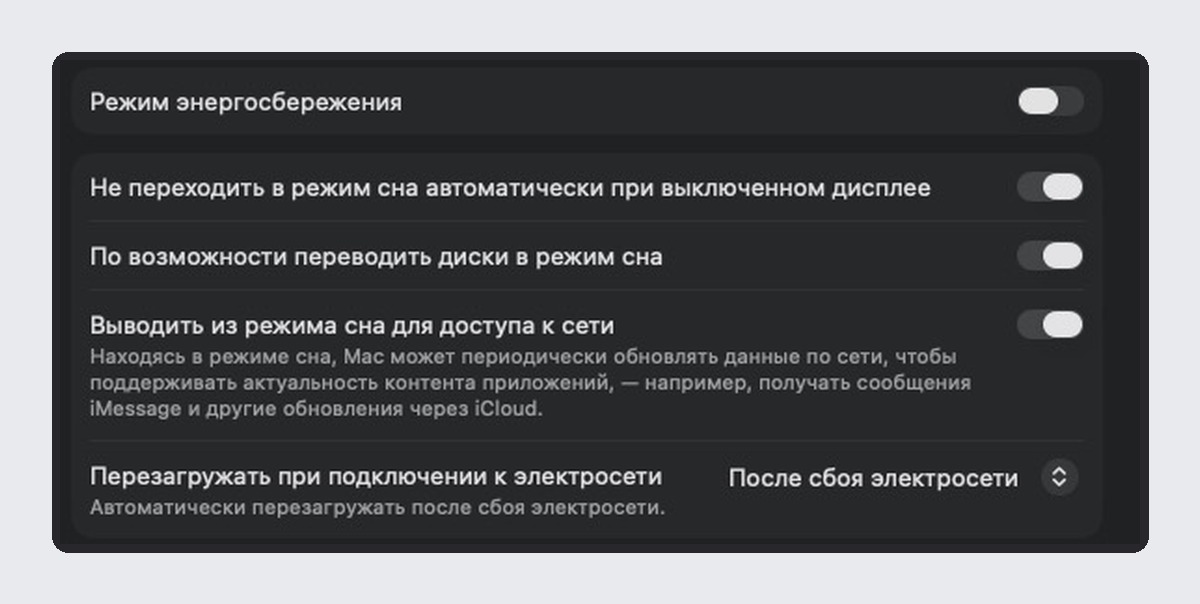 Режим энергосбережения
Не переходить в режим сна автоматически при выключенном дисплее
По возможности переводить диски в режим сна
Выводить из режима сна для доступа к сети
Находясь в режиме сна, Mac может периодически обновлять данные по сети, чтобы
поддерживать актуальность контента приложений, — например, получать сообщения
iMessage и другие обновления через iCloud.
Перезагружать при подключении к электросети После сбоя электросети
Автоматически перезагружать после сбоя электросети.